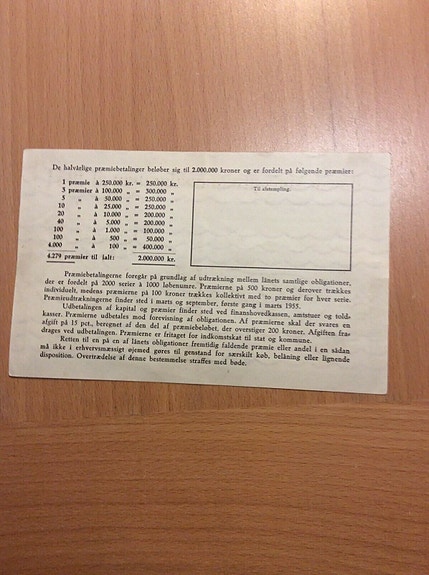 De halvårlige præmiebetalinger beløber sig til 2.000.000 kroner og er fordelt på følgende præmier:
1 præmie à 250.000 kr. = 250.000 kr.
3 præmier à 100.000 „ = 300.000 „
5 „ à 50.000 „ = 250.000 „
10 „ à 25.000 „ = 250.000 „
20 „ à 10.000 „ = 200.000 „
40 „ à 5.000 „ = 200.000 „
100 „ à 1.000 „ = 100.000 „
100 „ à 500 „ = 50.000 „
4.000 „ à 100 „ = 400.000 „
4.279 præmier til ialt: 2.000.000 kr.
Til afstempling.
Præmiebetalingerne foregår på grundlag af udtrækning mellem lånets samtlige obligationer,
der er fordelt på 2000 serier à 1000 løbenumre. Præmierne på 500 kroner og derover trækkes
individuelt, medens præmierne på 100 kroner trækkes kollektivt med to præmier for hver serie.
Præmieudtrækningerne finder sted i marts og september, første gang i marts 1955.
Udbetalingen af kapital og præmier finder sted ved finanshovedkassen, amtstuer og told-
kasser. Præmierne udbetales mod forevisning af obligationen. Af præmierne skal der svares en
afgift på 15 pct., beregnet af den del af præmiebeløbet, der overstiger 200 kroner. Afgiften fra-
drages ved udbetalingen. Præmierne er fritaget for indkomstskat til stat og kommune.
Retten til en på en af lånets obligationer fremtidig faldende præmie eller andel i en sådan
må ikke i erhvervsmæssigt øjemed gøres til genstand for særskilt køb, belåning eller lignende
disposition. Overtrædelse af denne bestemmelse straffes med bøde.